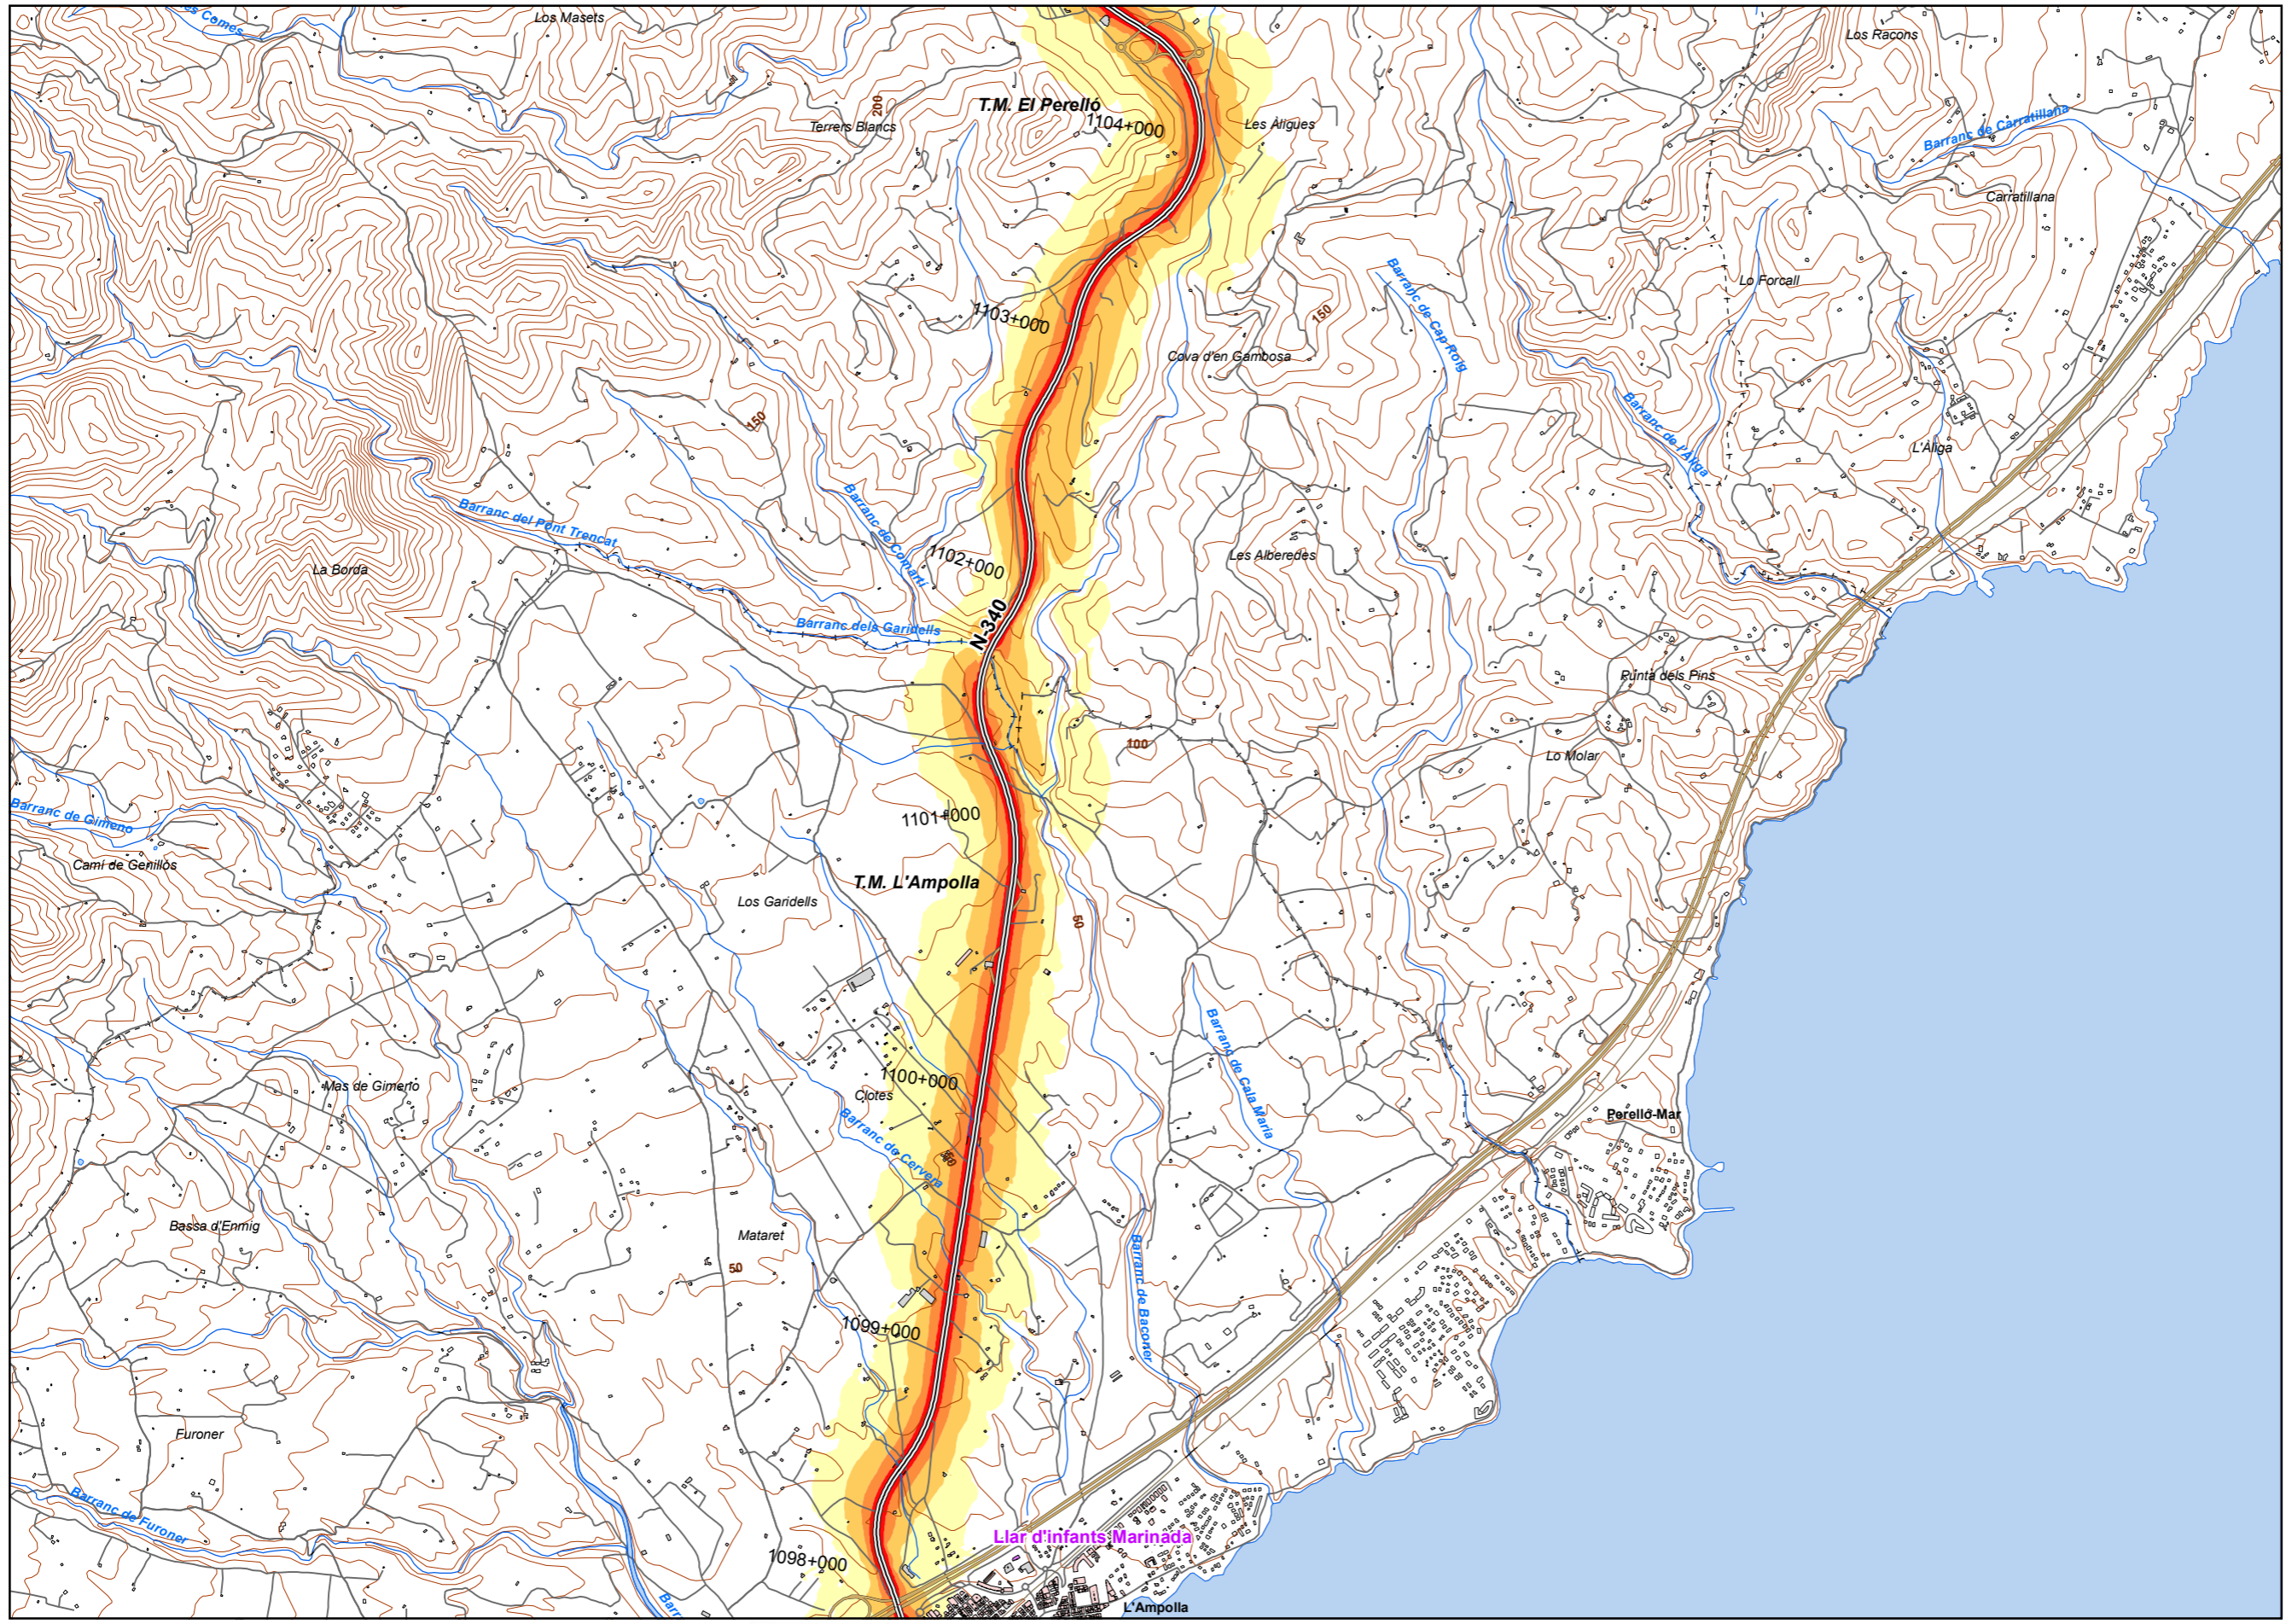 es Comes
Los Masets
Los Racons
200
T.M. El Perelló
1104+000
Terrers Blancs
Les Àligues
Barranc de Carratillana
Carratillana
Lo Forcall
1103+000
Barranc de Cap Roig
150
Cova d'en Gambosa
Barranc de l'Àliga
150
L'Àliga
Barranc del Pont Trencat
Barranc de Comartí
La Borda
1102+000
Les Alberedes
N-340
Barranc dels Garidells
Punta dels Pins
100
Lo Molar
Barranc de Gimeno
1101+000
Camí de Genillos
T.M. L'Ampolla
Los Garidells
50
Barranc de Cala Maria
Mas de Gimeno
1100+000
Clotes
Barranc de Cervera
Perelló-Mar
50
Bassa d'Enmig
Mataret
50
Barranc de Baconer
1099+000
Furoner
Barranc de Furoner
Llar d'infants Marinada
1098+000
Barr
L'Ampolla